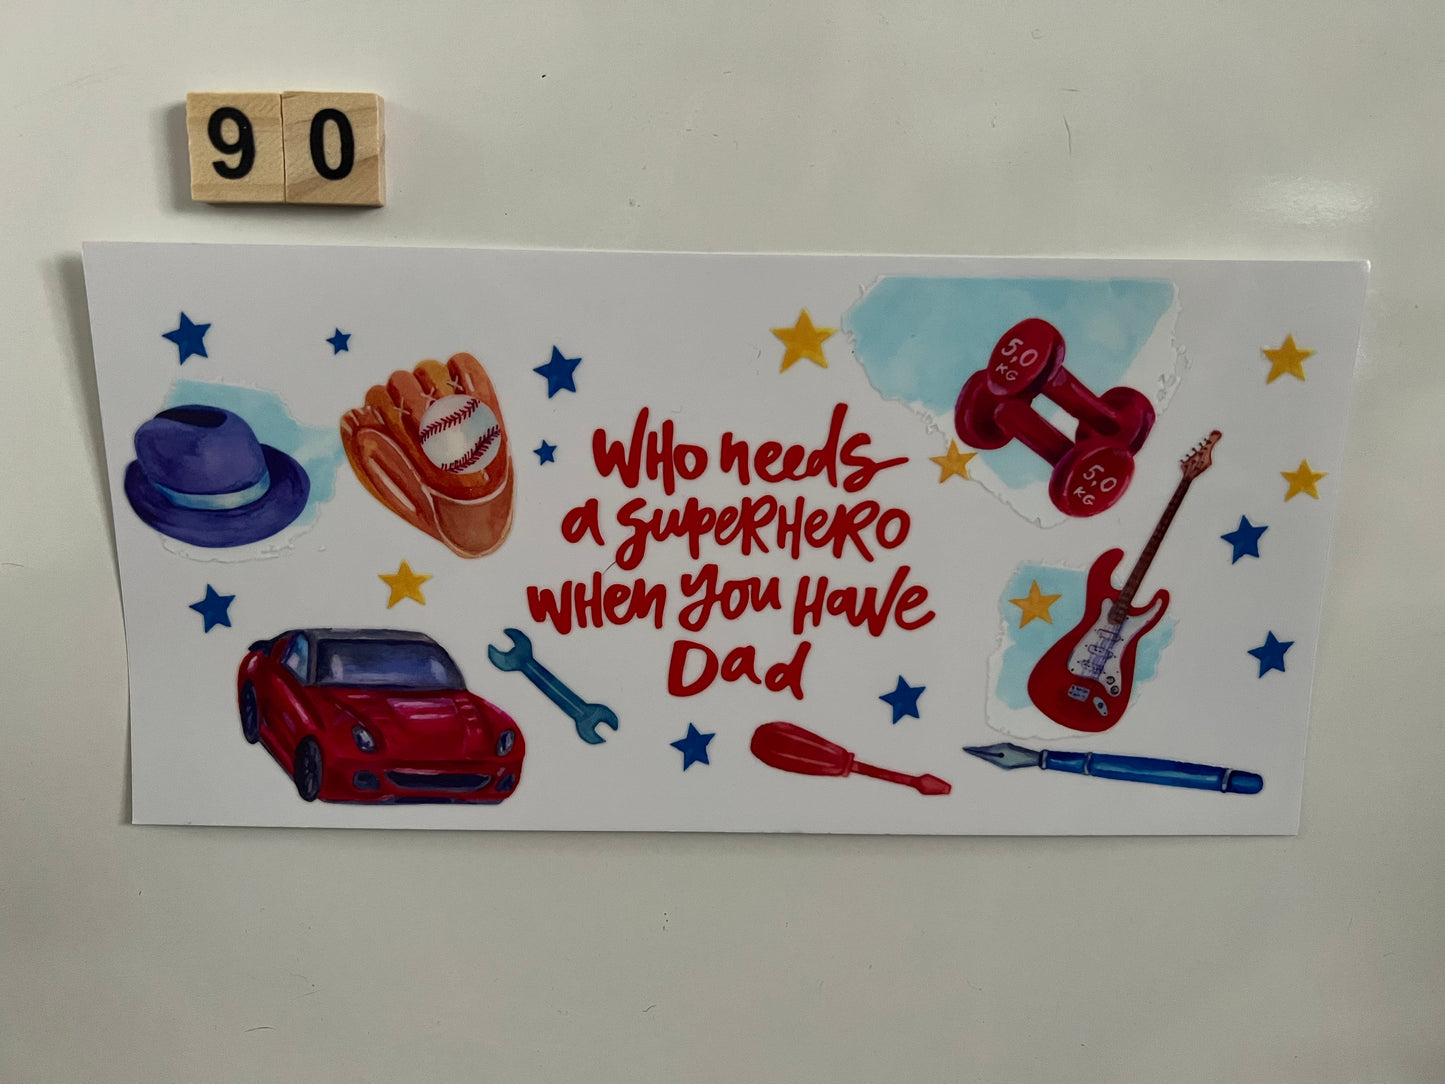 90
WHO needs
a SUPERHERO
WHEN YOU HAVE
Dad
5,0
KG
5,0
KG